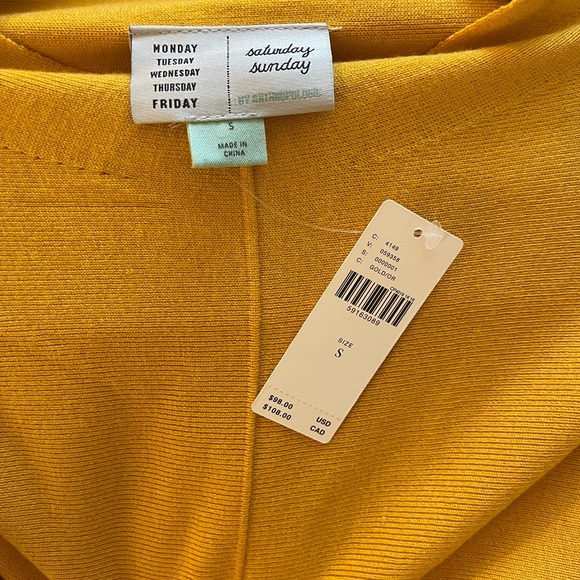 MONDAY
TUESDAY
WEDNESDAY
THURSDAY
FRIDAY
saturday
sunday
BY ANTHROPOLOGIE
S
MADE IN
CHINA
C: 4149
V: 059358
S: 0000001
C: GOLD/OR
59163089
SIZE
S
$98.00 USD
$108.00 CAD